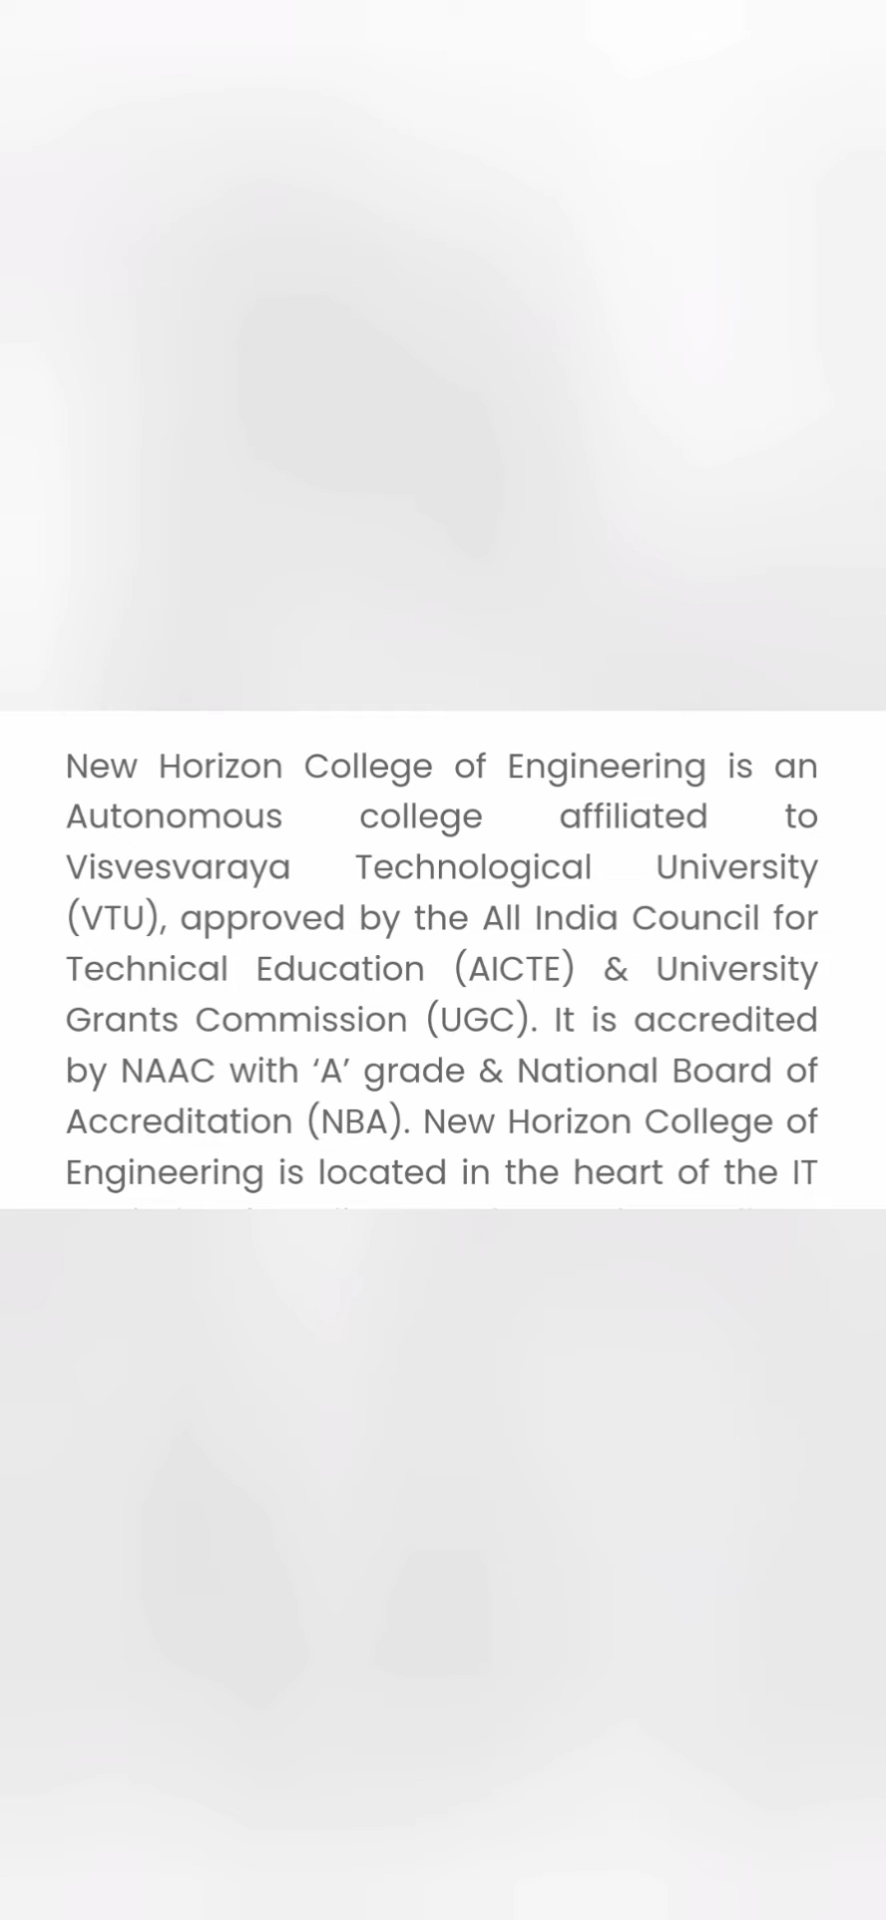 New Horizon College of Engineering is an
Autonomous college affiliated to
Visvesvaraya Technological University
(VTU), approved by the All India Council for
Technical Education (AICTE) & University
Grants Commission (UGC). It is accredited
by NAAC with ‘A’ grade & National Board of
Accreditation (NBA). New Horizon College of
Engineering is located in the heart of the IT